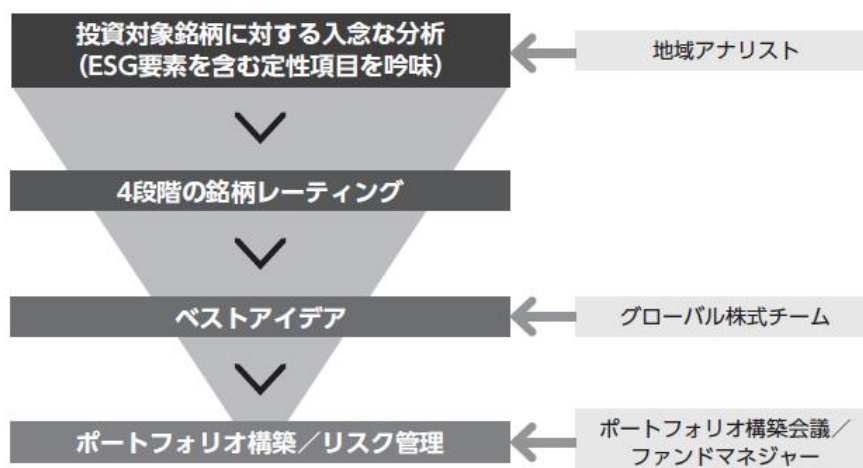 投資対象銘柄に対する入念な分析
（ESG要素を含む定性項目を吟味）
地域アナリスト
4段階の銘柄レーティング
ベストアイデア
グローバル株式チーム
ポートフォリオ構築／リスク管理
ポートフォリオ構築会議／
ファンドマネジャー